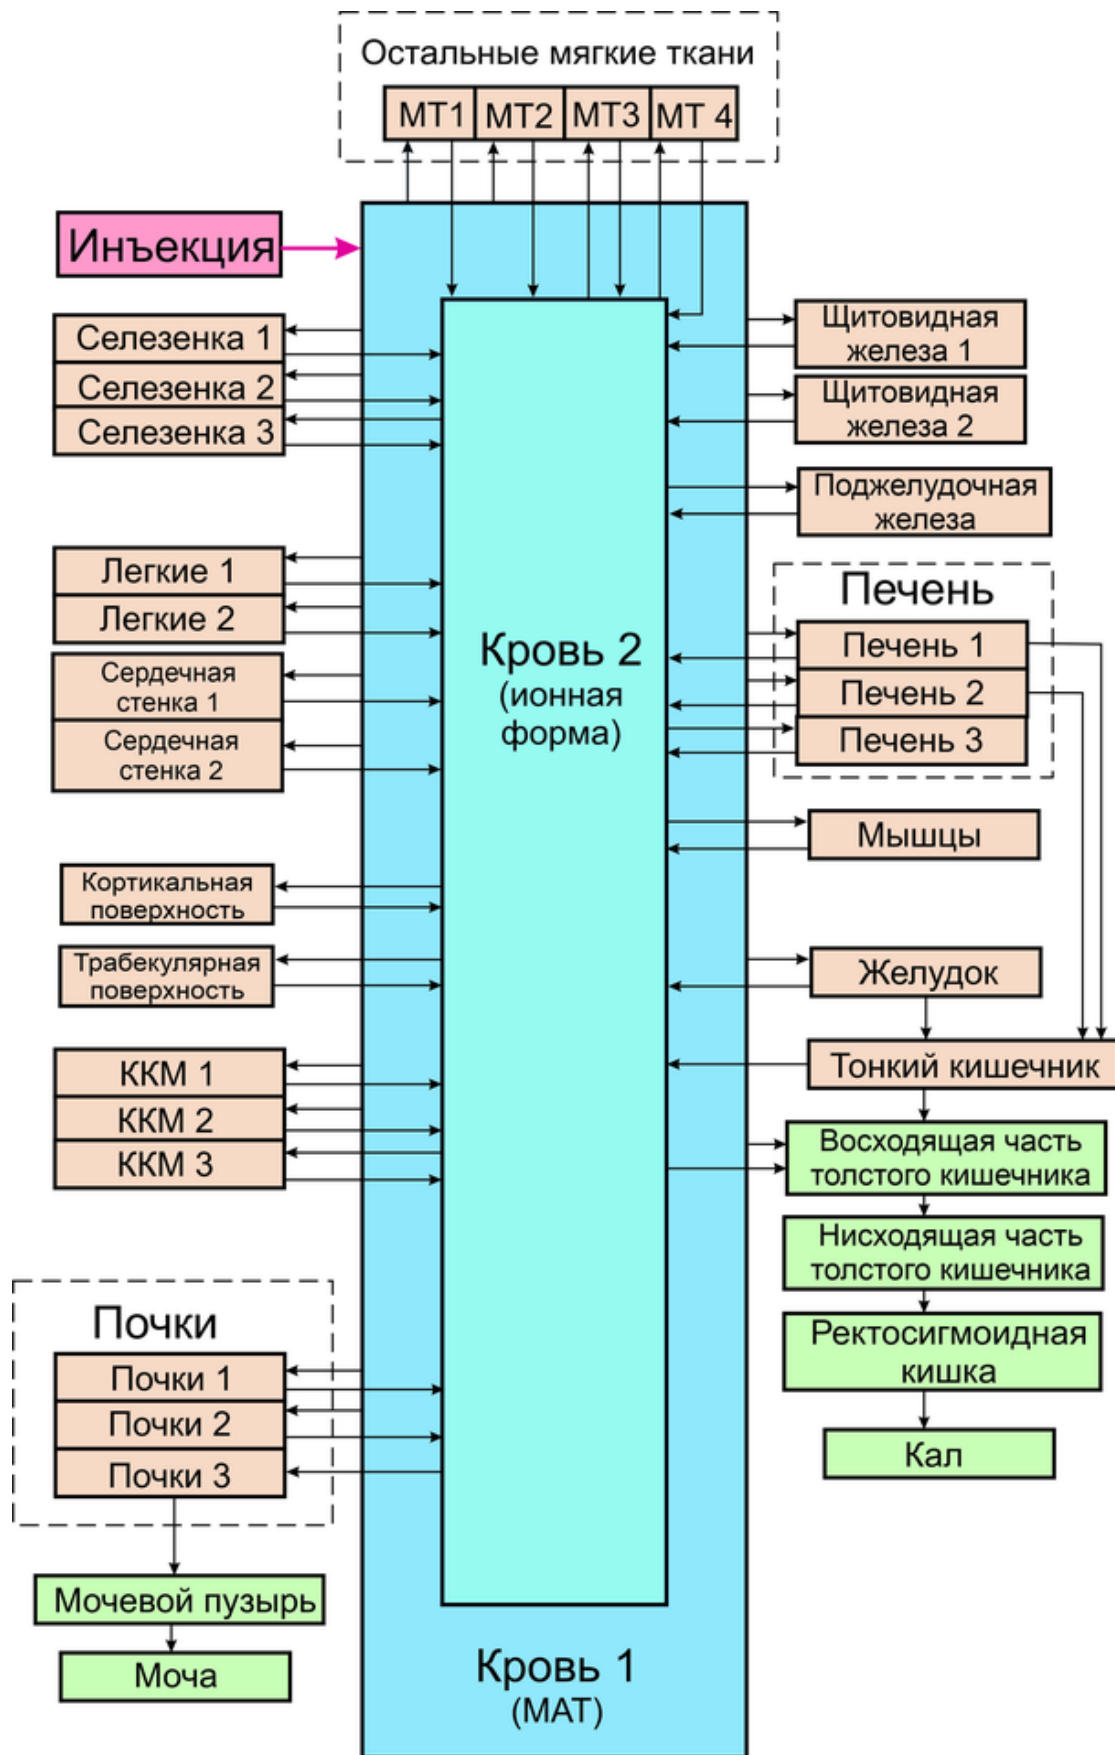 Остальные мягкие ткани
МТ1 МТ2 МТ3 МТ 4
Инъекция
Селезенка 1
Селезенка 2
Селезенка 3
Легкие 1
Легкие 2
Сердечная
стенка 1
Сердечная
стенка 2
Кортикальная
поверхность
Трабекулярная
поверхность
ККМ 1
ККМ 2
ККМ 3
Почки
Почки 1
Почки 2
Почки 3
Мочевой пузырь
Моча
Кровь 2
(ионная
форма)
Кровь 1
(МАТ)
Щитовидная
железа 1
Щитовидная
железа 2
Поджелудочная
железа
Печень
Печень 1
Печень 2
Печень 3
Мышцы
Желудок
Тонкий кишечник
Восходящая часть
толстого кишечника
Нисходящая часть
толстого кишечника
Ректосигмоидная
кишка
Кал